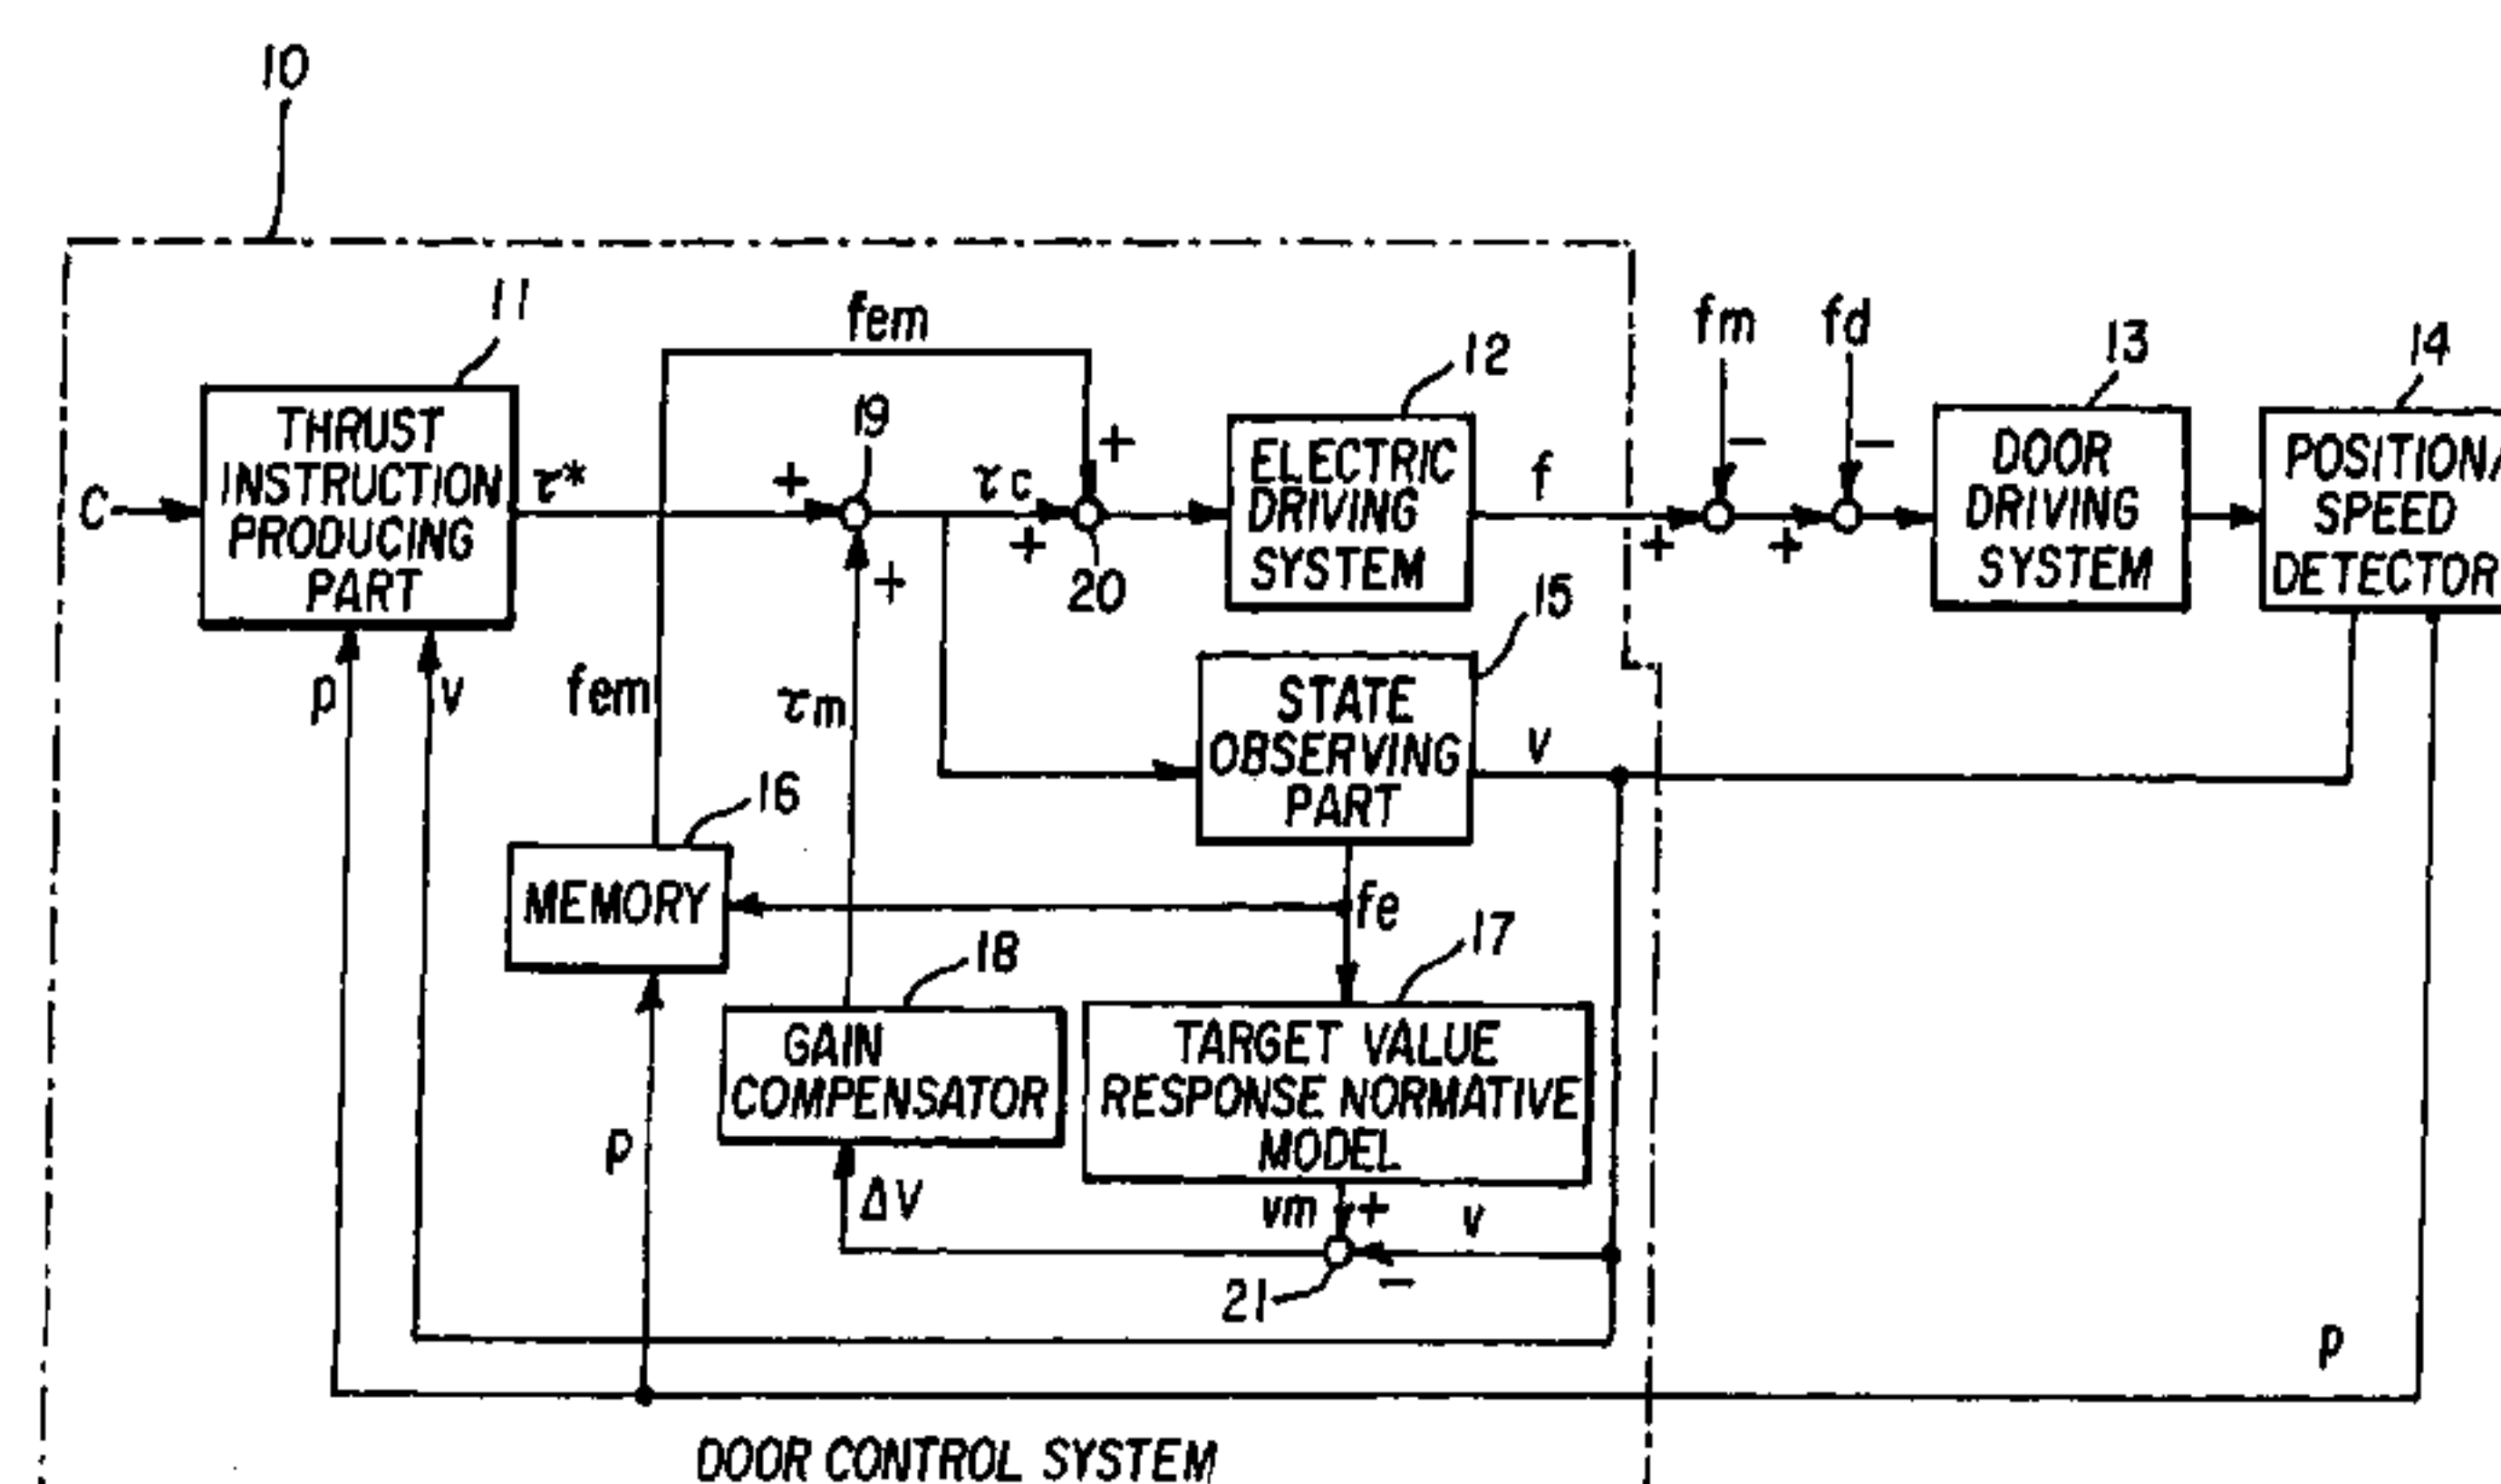 10
11
fem
12
fm
fd
13
14
19
THRUST
INSTRUCTION
PRODUCING
PART
C
τ*
+
τc
+
+
20
ELECTRIC
DRIVING
SYSTEM
f
+
−
+
−
DOOR
DRIVING
SYSTEM
POSITION/
SPEED
DETECTOR
+
p
v
fem
τm
15
STATE
OBSERVING
PART
v
16
MEMORY
fe
17
18
GAIN
COMPENSATOR
TARGET VALUE
RESPONSE NORMATIVE
MODEL
p
ΔV
vm
+
v
−
21
p
DOOR CONTROL SYSTEM